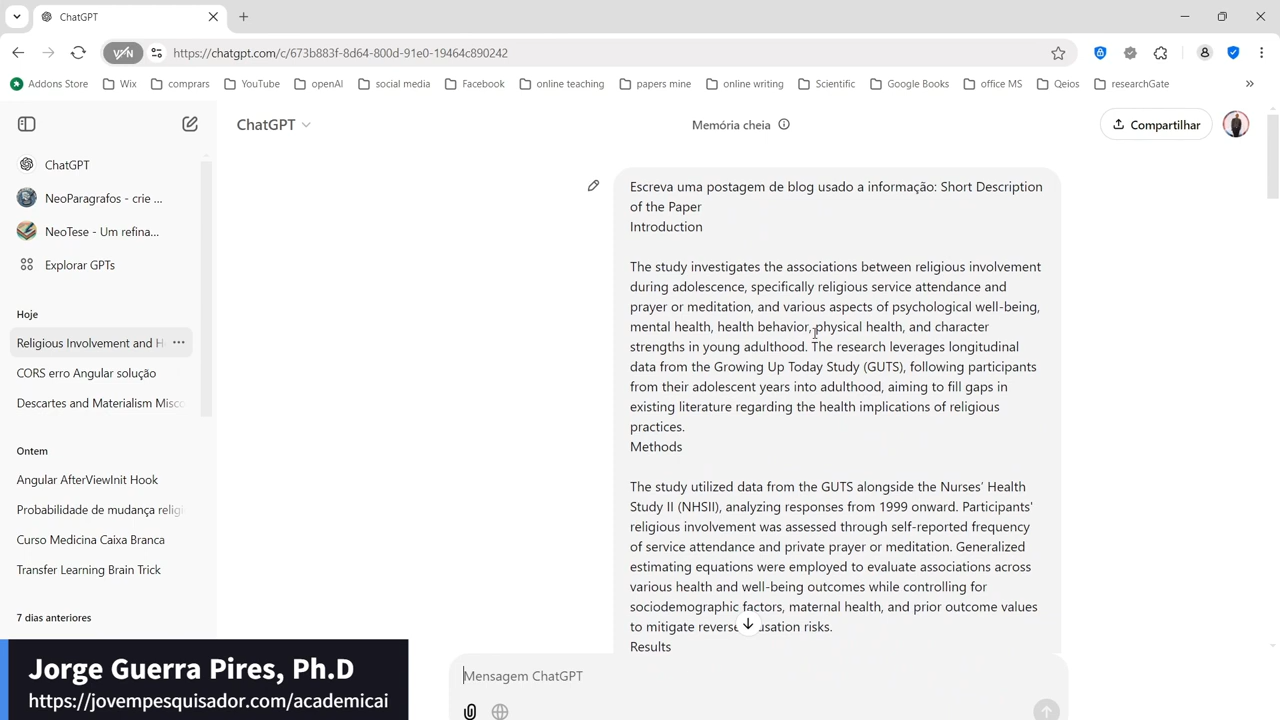 ChatGPT
https://chatgpt.com/c/673b883f-8d64-800d-91e0-19464c890242
Addons Store Wix comprars YouTube openAI social media Facebook online teaching papers mine online writing Scientific Google Books office MS Qeios researchGate
ChatGPT
Memória cheia
Compartilhar
ChatGPT
NeoParagrafos - crie ...
NeoTese - Um refina...
Explorar GPTs
Hoje
Religious Involvement and H
CORS erro Angular solução
Descartes and Materialism Misco
Ontem
Angular AfterViewInit Hook
Probabilidade de mudança relig
Curso Medicina Caixa Branca
Transfer Learning Brain Trick
7 dias anteriores
Escreva uma postagem de blog usado a informação: Short Description
of the Paper
Introduction
The study investigates the associations between religious involvement
during adolescence, specifically religious service attendance and
prayer or meditation, and various aspects of psychological well-being,
mental health, health behavior, physical health, and character
strengths in young adulthood. The research leverages longitudinal
data from the Growing Up Today Study (GUTS), following participants
from their adolescent years into adulthood, aiming to fill gaps in
existing literature regarding the health implications of religious
practices.
Methods
The study utilized data from the GUTS alongside the Nurses’ Health
Study II (NHSII), analyzing responses from 1999 onward. Participants'
religious involvement was assessed through self-reported frequency
of service attendance and private prayer or meditation. Generalized
estimating equations were employed to evaluate associations across
various health and well-being outcomes while controlling for
sociodemographic factors, maternal health, and prior outcome values
to mitigate reverse usation risks.
Results
Mensagem ChatGPT
Jorge Guerra Pires, Ph.D
https://jovempesquisador.com/academicai